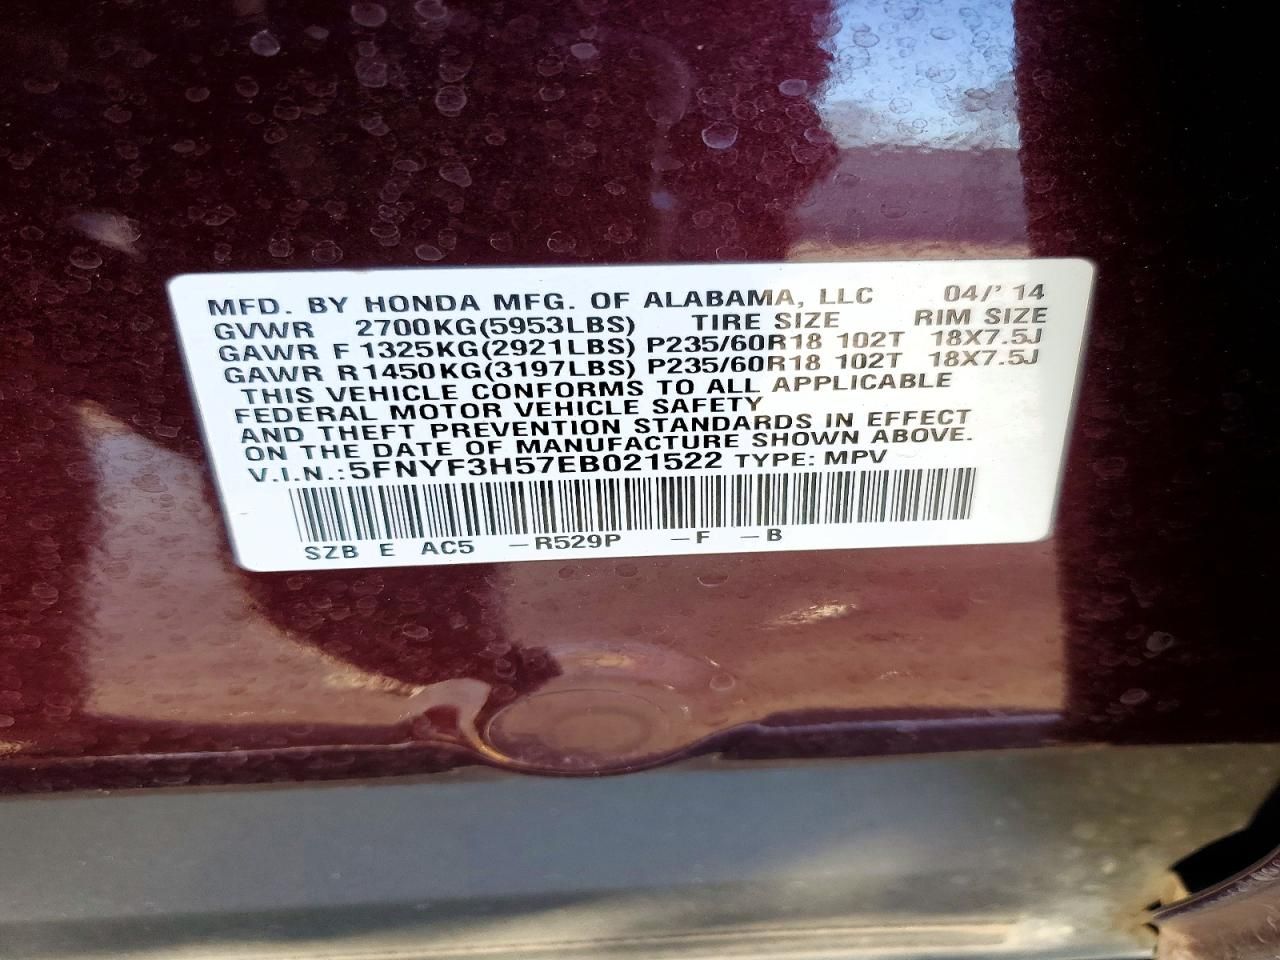 MFD. BY HONDA MFG. OF ALABAMA, LLC 04/'14
GVWR 2700KG(5953LBS) TIRE SIZE RIM SIZE
GAWR F 1325KG(2921LBS) P235/60R18 102T 18X7.5J
GAWR R 1450KG(3197LBS) P235/60R18 102T 18X7.5J
THIS VEHICLE CONFORMS TO ALL APPLICABLE
FEDERAL MOTOR VEHICLE SAFETY
AND THEFT PREVENTION STANDARDS IN EFFECT
ON THE DATE OF MANUFACTURE SHOWN ABOVE.
V.I.N.:5FNYF3H57EB021522 TYPE: MPV
SZB E AC5 -R529P -F -B